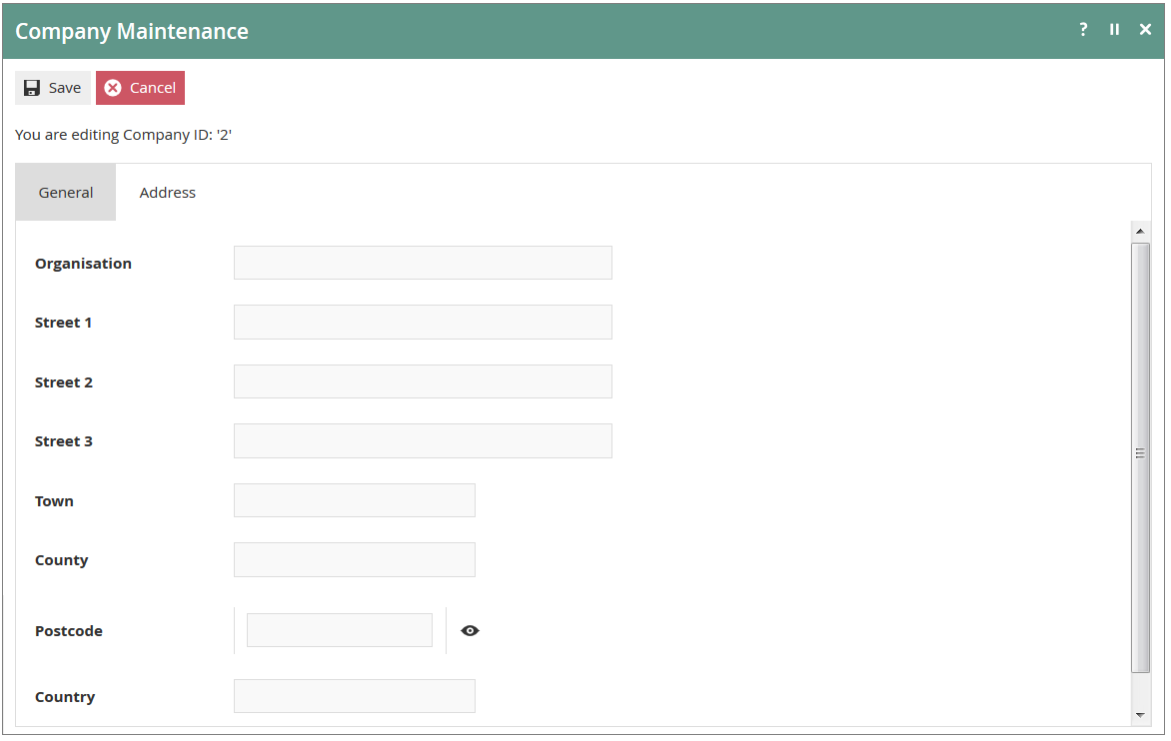 Company Maintenance ?
Save Cancel
You are editing Company ID: '2'
General Address
Organisation
Street 1
Street 2
Street 3
Town
County
Postcode
Country